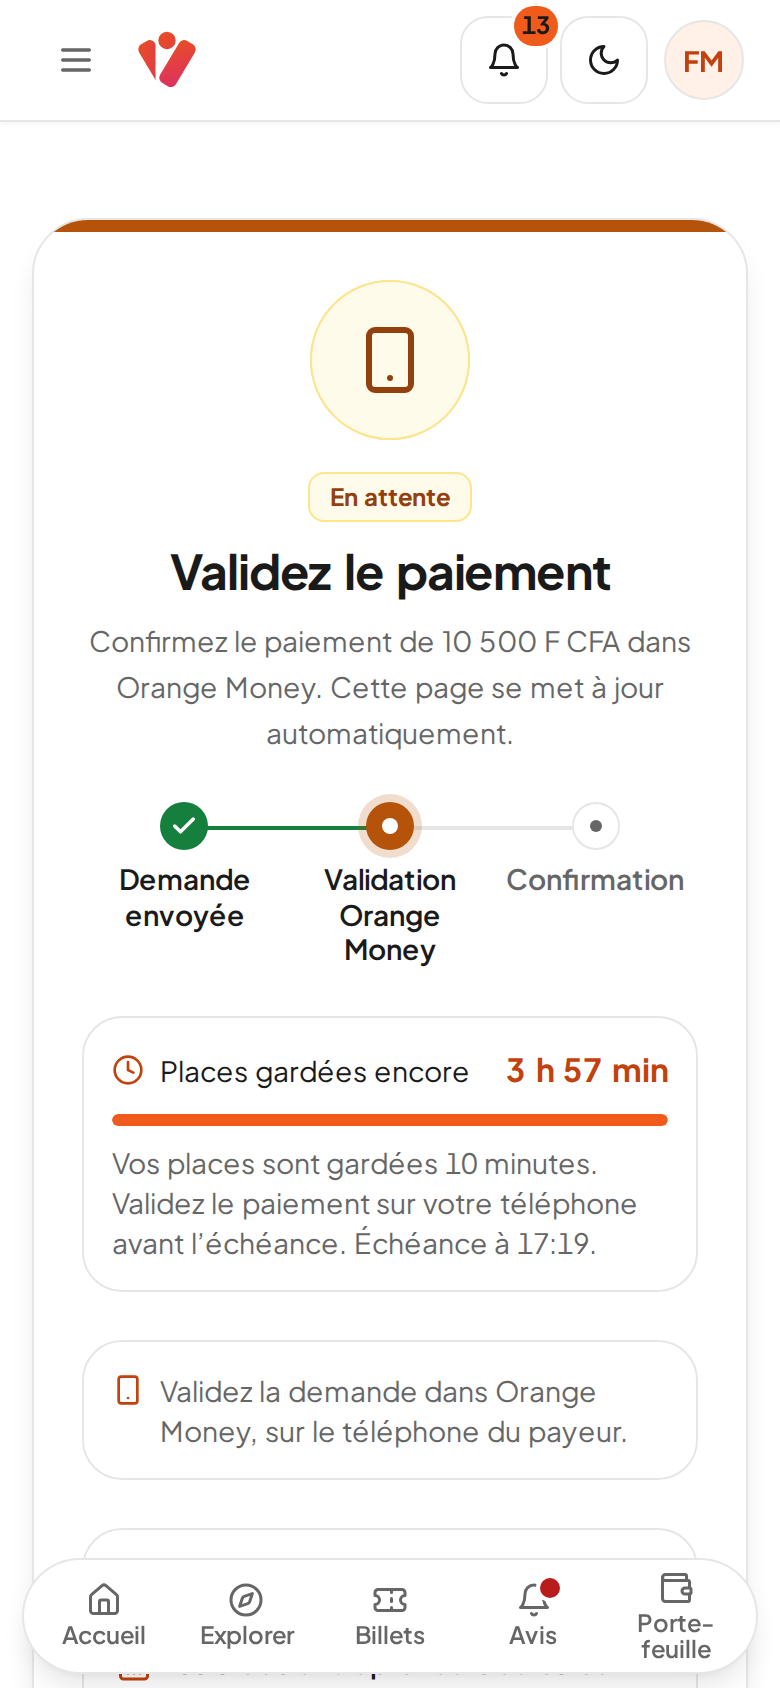 13
FM
En attente
Validez le paiement
Confirmez le paiement de 10 500 F CFA dans
Orange Money. Cette page se met à jour
automatiquement.
Demande
envoyée
Validation
Orange
Money
Confirmation
Places gardées encore 3 h 57 min
Vos places sont gardées 10 minutes.
Validez le paiement sur votre téléphone
avant l’échéance. Échéance à 17:19.
Validez la demande dans Orange
Money, sur le téléphone du payeur.
Accueil
Explorer
Billets
Avis
Porte-
feuille